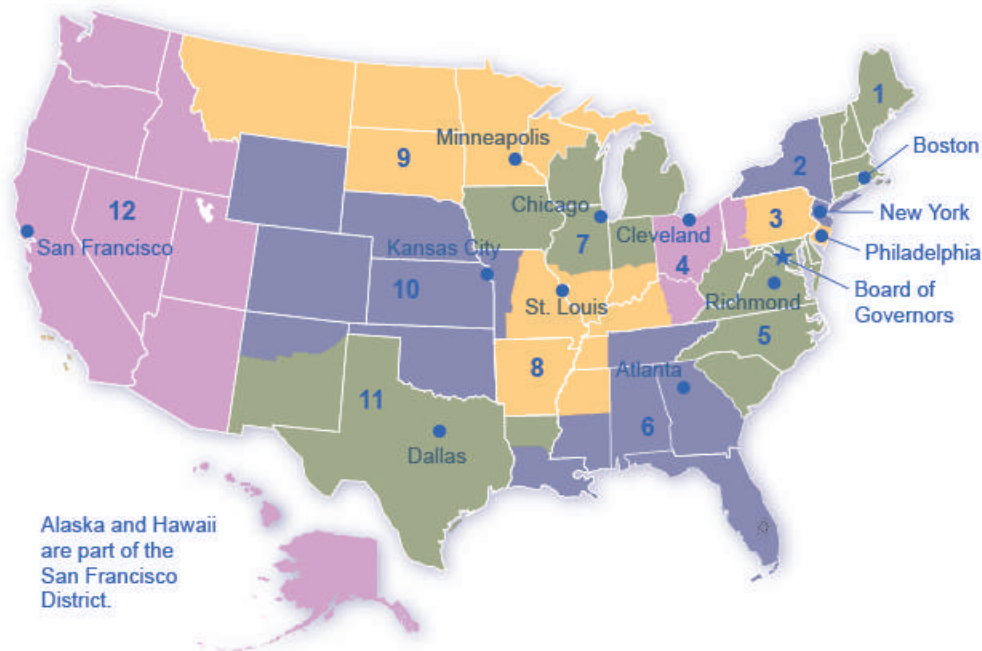 1
Boston
2
Minneapolis
9
New York
12
Chicago
3
San Francisco
Cleveland
7
Kansas City
Philadelphia
4
10
St. Louis
Richmond
Board of
Governors
5
8
Atlanta
11
6
Dallas
Alaska and Hawaii
are part of the
San Francisco
District.